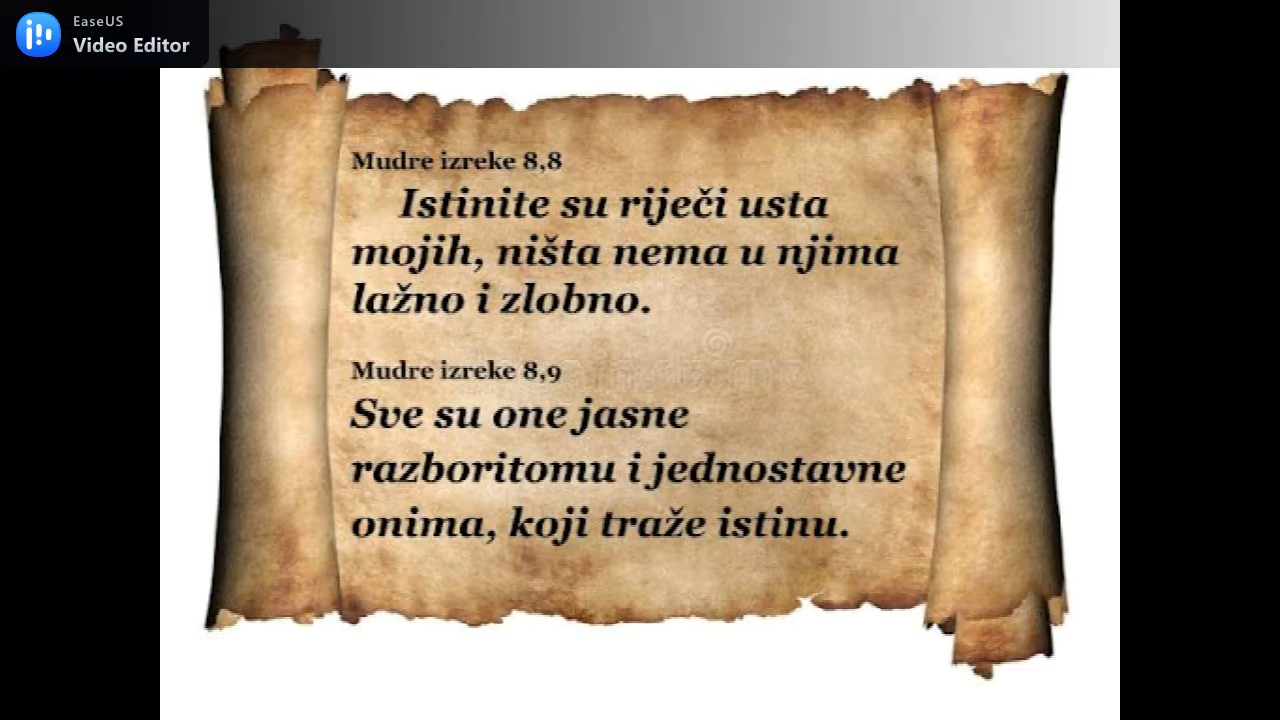 EaseUS
Video Editor
Mudre izreke 8,8
Istinite su riječi usta
mojih, ništa nema u njima
lažno i zlobno.
Mudre izreke 8,9
Sve su one jasne
razboritomu i jednostavne
onima, koji traže istinu.